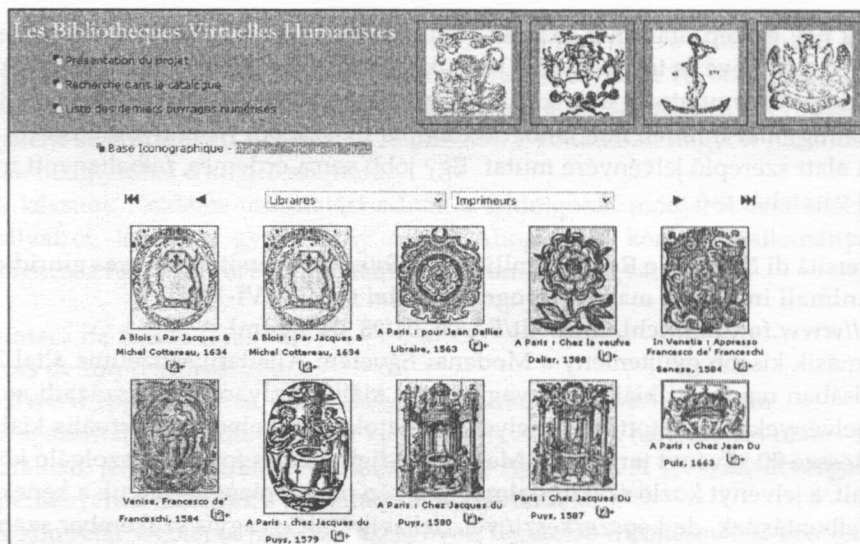 Les Bibliothèques Virtuelles Humanistes
Présentation du projet
Recherche dans le catalogue
Liste des derniers ouvrages numérisés
Base Iconographique -
Libraires
Imprimeurs
A Blois : Par Jacques &
Michel Cottereau, 1634
A Blois : Par Jacques &
Michel Cottereau, 1634
A Paris : pour Jean Dallier
Libraire, 1563
A Paris : Chez la veufve
Dalier, 1588
In Venetia : Appresso
Senese, 1584
Venise, Francesco de'
Franceschi, 1584
A Paris : chez Jacques du
Puys, 1579
A Paris : Chez Jacques du
Puys, 1580
Paris : Chez Jacques Du
Puys, 1587
A Paris : Chez Jean Du
Puis, 1663